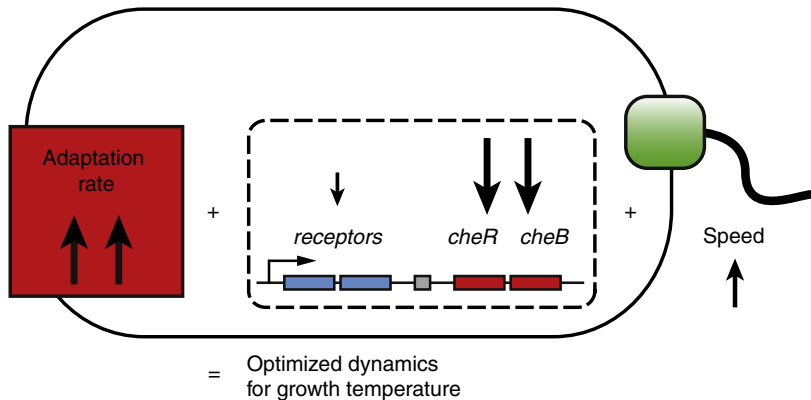 Adaptation
rate
+
receptors
cheR
cheB
+
Speed
= Optimized dynamics
for growth temperature